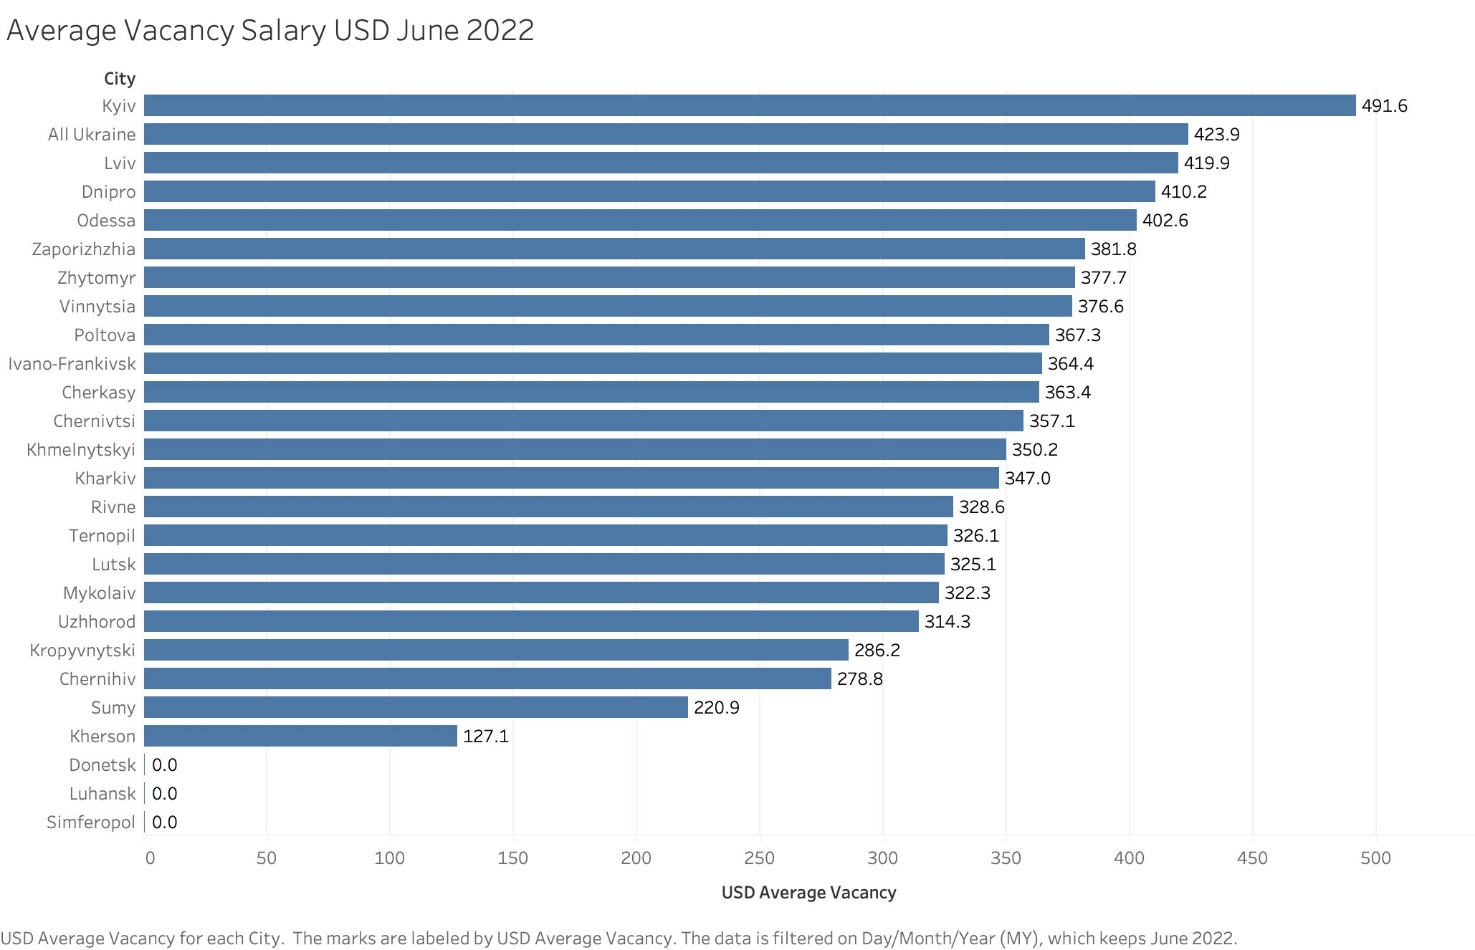 Average Vacancy Salary USD June 2022
City
Kyiv 491.6
All Ukraine 423.9
Lviv 419.9
Dnipro 410.2
Odessa 402.6
Zaporizhzhia 381.8
Zhytomyr 377.7
Vinnytsia 376.6
Poltova 367.3
Ivano-Frankivsk 364.4
Cherkasy 363.4
Chernivtsi 357.1
Khmelnytskyi 350.2
Kharkiv 347.0
Rivne 328.6
Ternopil 326.1
Lutsk 325.1
Mykolaiv 322.3
Uzhhorod 314.3
Kropyvnytski 286.2
Chernihiv 278.8
Sumy 220.9
Kherson 127.1
Donetsk 0.0
Luhansk 0.0
Simferopol 0.0
0 50 100 150 200 250 300 350 400 450 500
USD Average Vacancy
USD Average Vacancy for each City.  The marks are labeled by USD Average Vacancy. The data is filtered on Day/Month/Year (MY), which keeps June 2022.